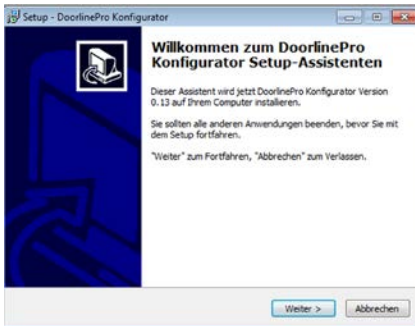 Setup - DoorlinePro Konfigurator
Willkommen zum DoorlinePro
Konfigurator Setup-Assistenten
Dieser Assistent wird jetzt DoorlinePro Konfigurator Version
0.13 auf Ihrem Computer installieren.
Sie sollten alle anderen Anwendungen beenden, bevor Sie mit
dem Setup fortfahren.
"Weiter" zum Fortfahren, "Abbrechen" zum Verlassen.
Weiter >
Abbrechen